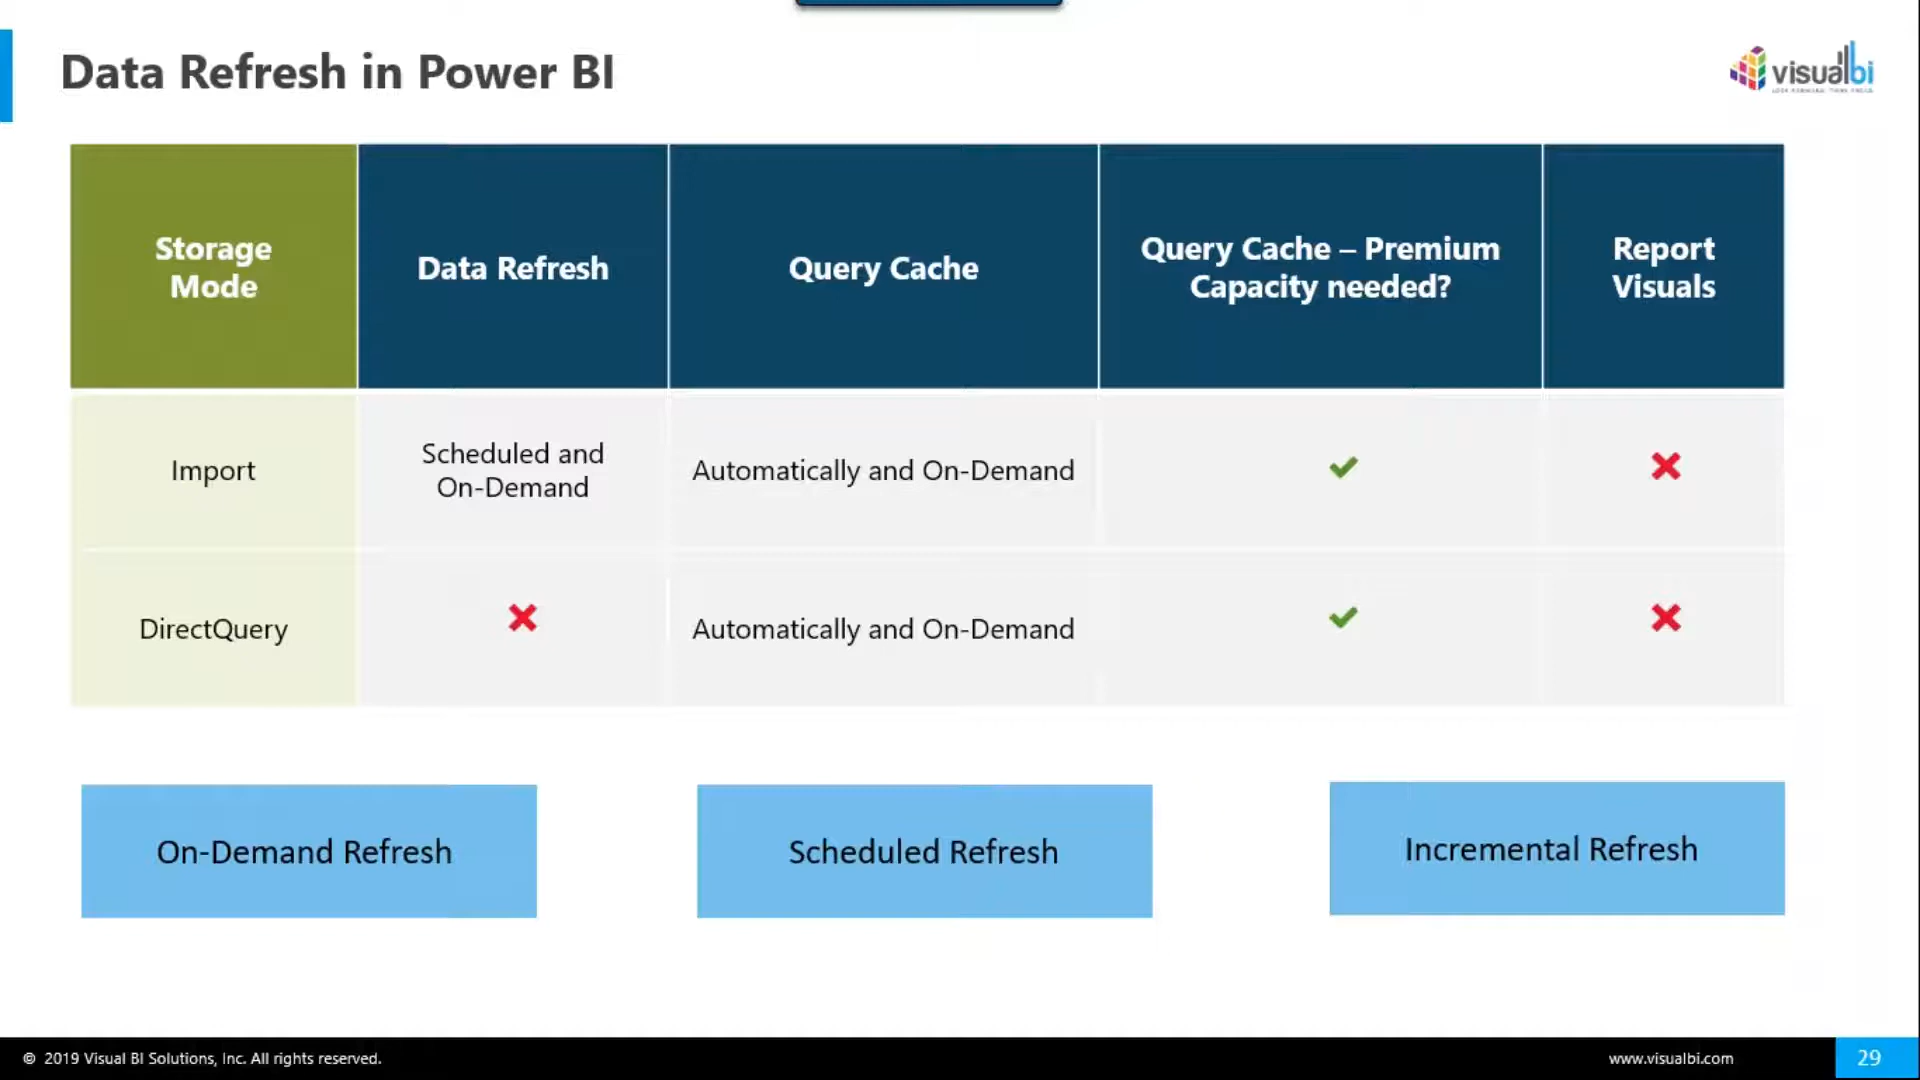 Data Refresh in Power BI
visualbi
Storage
Mode
Data Refresh
Query Cache
Query Cache – Premium
Capacity needed?
Report
Visuals
Import
Scheduled and
On-Demand
Automatically and On-Demand
DirectQuery
Automatically and On-Demand
On-Demand Refresh
Scheduled Refresh
Incremental Refresh
© 2019 Visual BI Solutions, Inc. All rights reserved.
www.visualbi.com
29